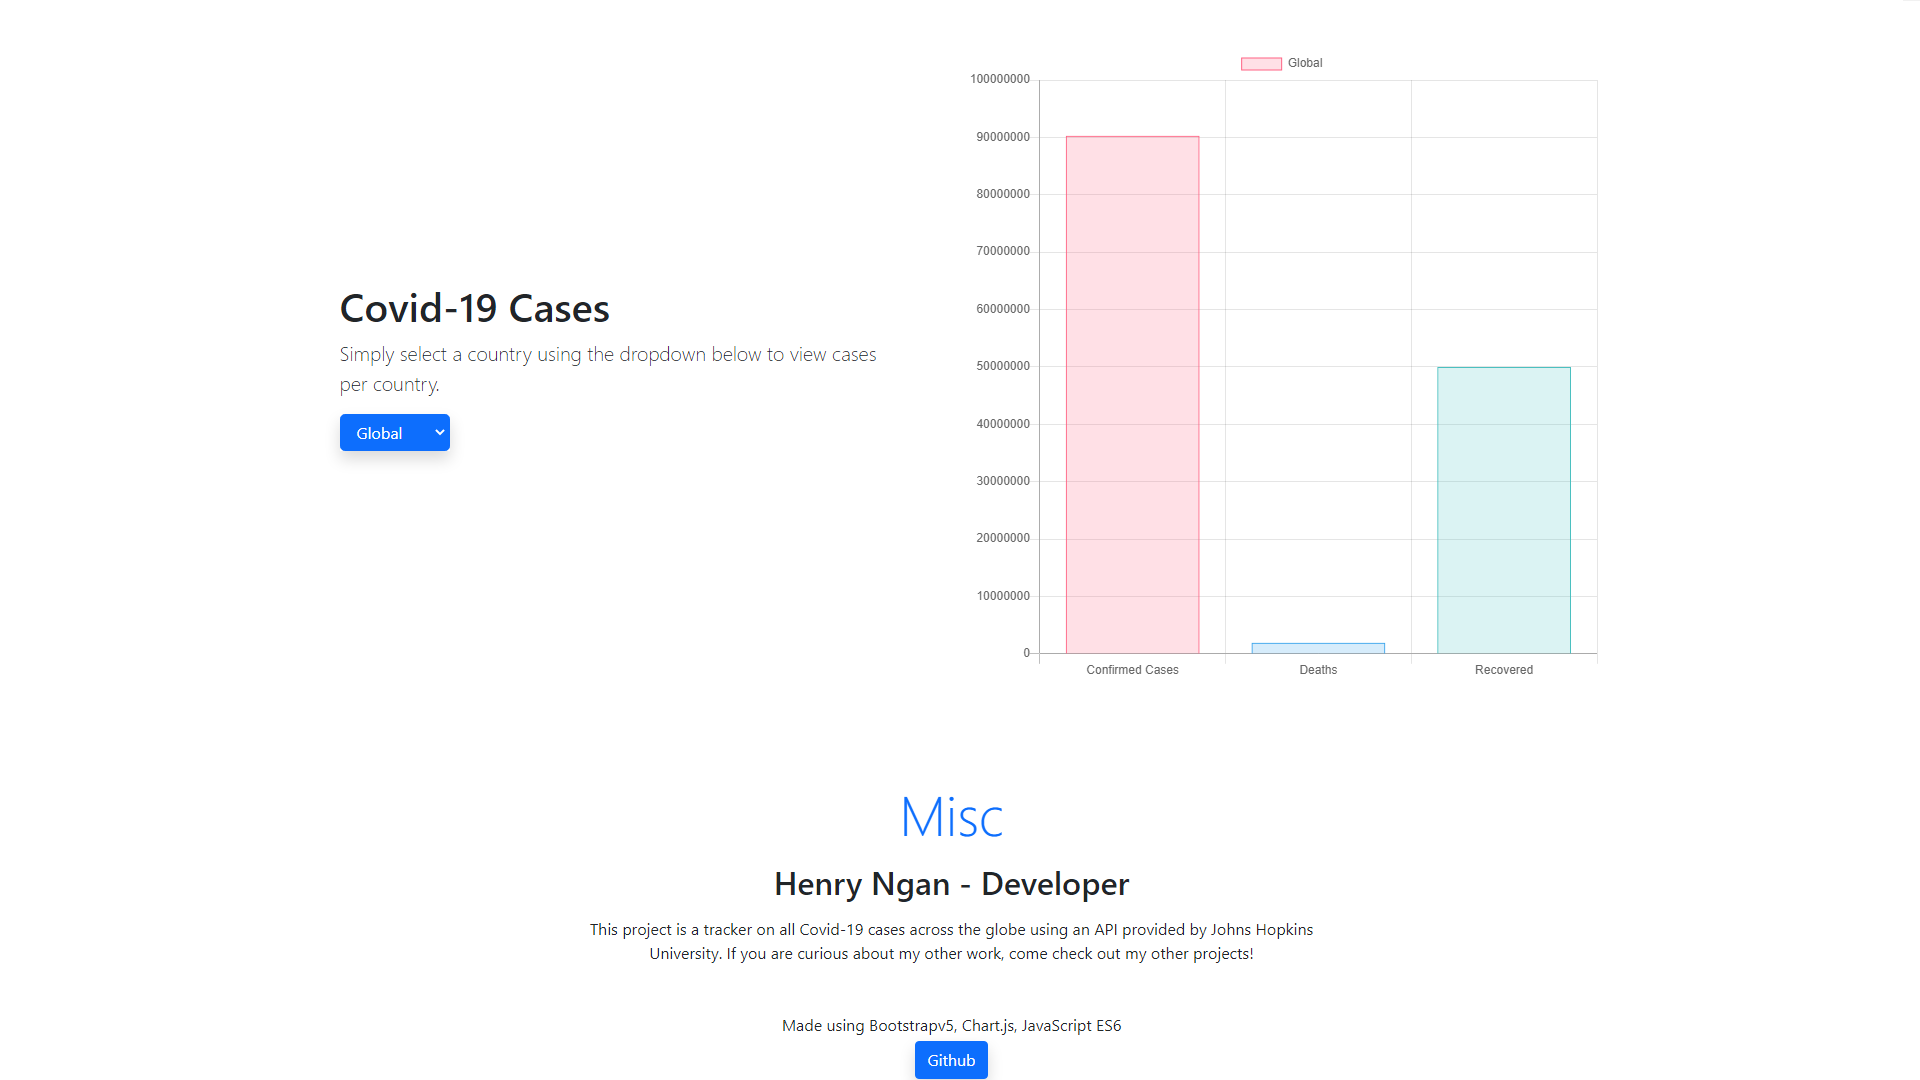 Covid-19 Cases
Simply select a country using the dropdown below to view cases
per country.
Global
Global
100000000
90000000
80000000
70000000
60000000
50000000
40000000
30000000
20000000
10000000
0
Confirmed Cases
Deaths
Recovered
Misc
Henry Ngan - Developer
This project is a tracker on all Covid-19 cases across the globe using an API provided by Johns Hopkins
University. If you are curious about my other work, come check out my other projects!
Made using Bootstrapv5, Chart.js, JavaScript ES6
Github